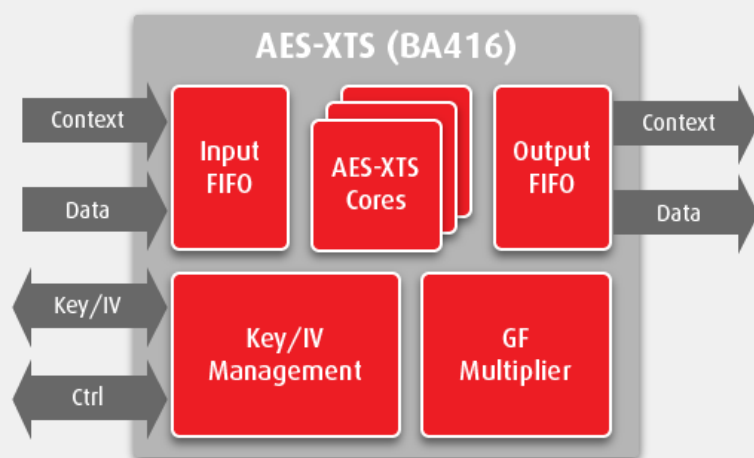 AES-XTS (BA416)
Context
Data
Input
FIFO
AES-XTS
Cores
Output
FIFO
Context
Data
Key/IV
Ctrl
Key/IV
Management
GF
Multiplier